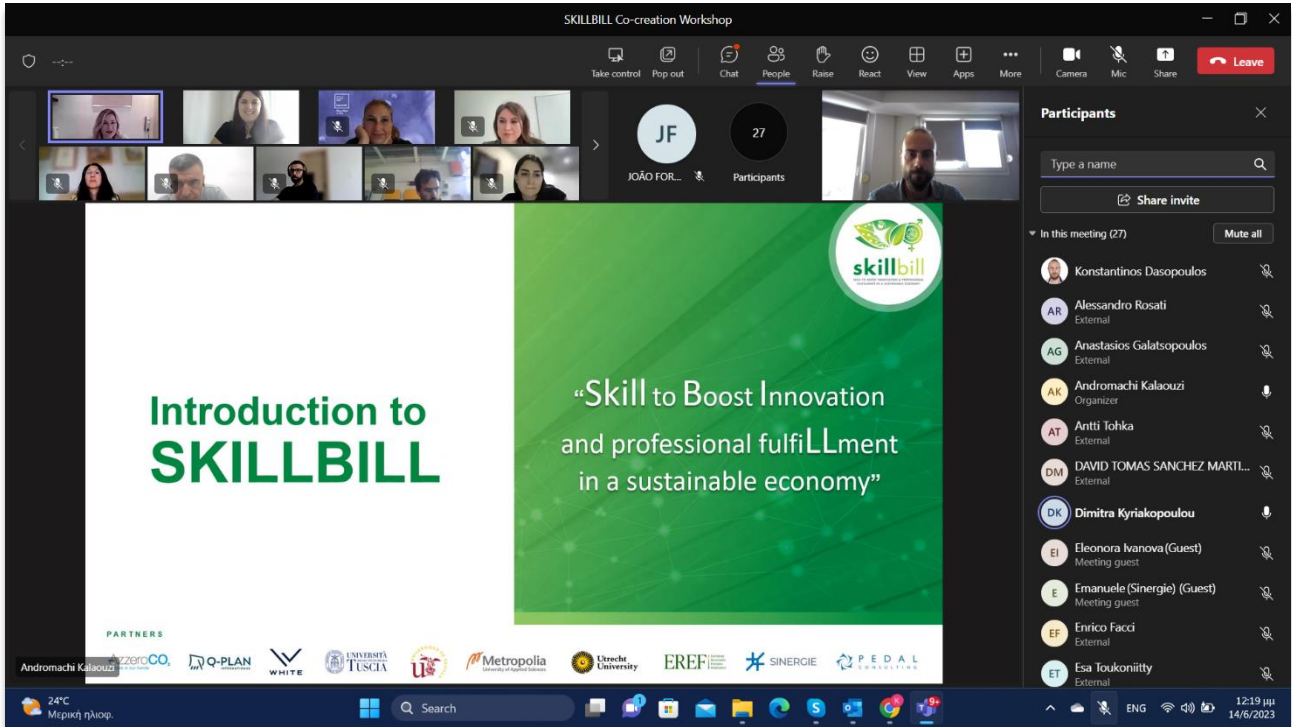 SKILLBILL Co-creation Workshop
--:--
Take control
Pop out
Chat
People
Raise
React
View
Apps
More
Camera
Mic
Share
Leave
JF
JOÃO FOR...
27
Participants
Participants
Type a name
Share invite
In this meeting (27)
Mute all
Konstantinos Dasopoulos
AR
Alessandro Rosati
External
AG
Anastasios Galatsopoulos
External
AK
Andromachi Kalaouzi
Organizer
AT
Antti Tohka
External
DM
DAVID TOMAS SANCHEZ MARTI...
External
DK
Dimitra Kyriakopoulou
EI
Eleonora Ivanova (Guest)
Meeting guest
E
Emanuele (Sinergie) (Guest)
Meeting guest
EF
Enrico Facci
External
ET
Esa Toukoniitty
External
skillbill
Introduction to
SKILLBILL
“Skill to Boost Innovation
and professional fulfiLLment
in a sustainable economy”
PARTNERS
Andromachi Kalaouzi
zzeroCO₂
Q-PLAN
INTERNATIONAL
WHITE
UNIVERSITÀ
TUSCIA
Metropolia
University of Applied Sciences
Utrecht
University
EREF
SINERGIE
PEDAL
CONSULTING
24°C
Μερική ηλιοφ.
Search
9+
ENG
12:19 μμ
14/6/2023